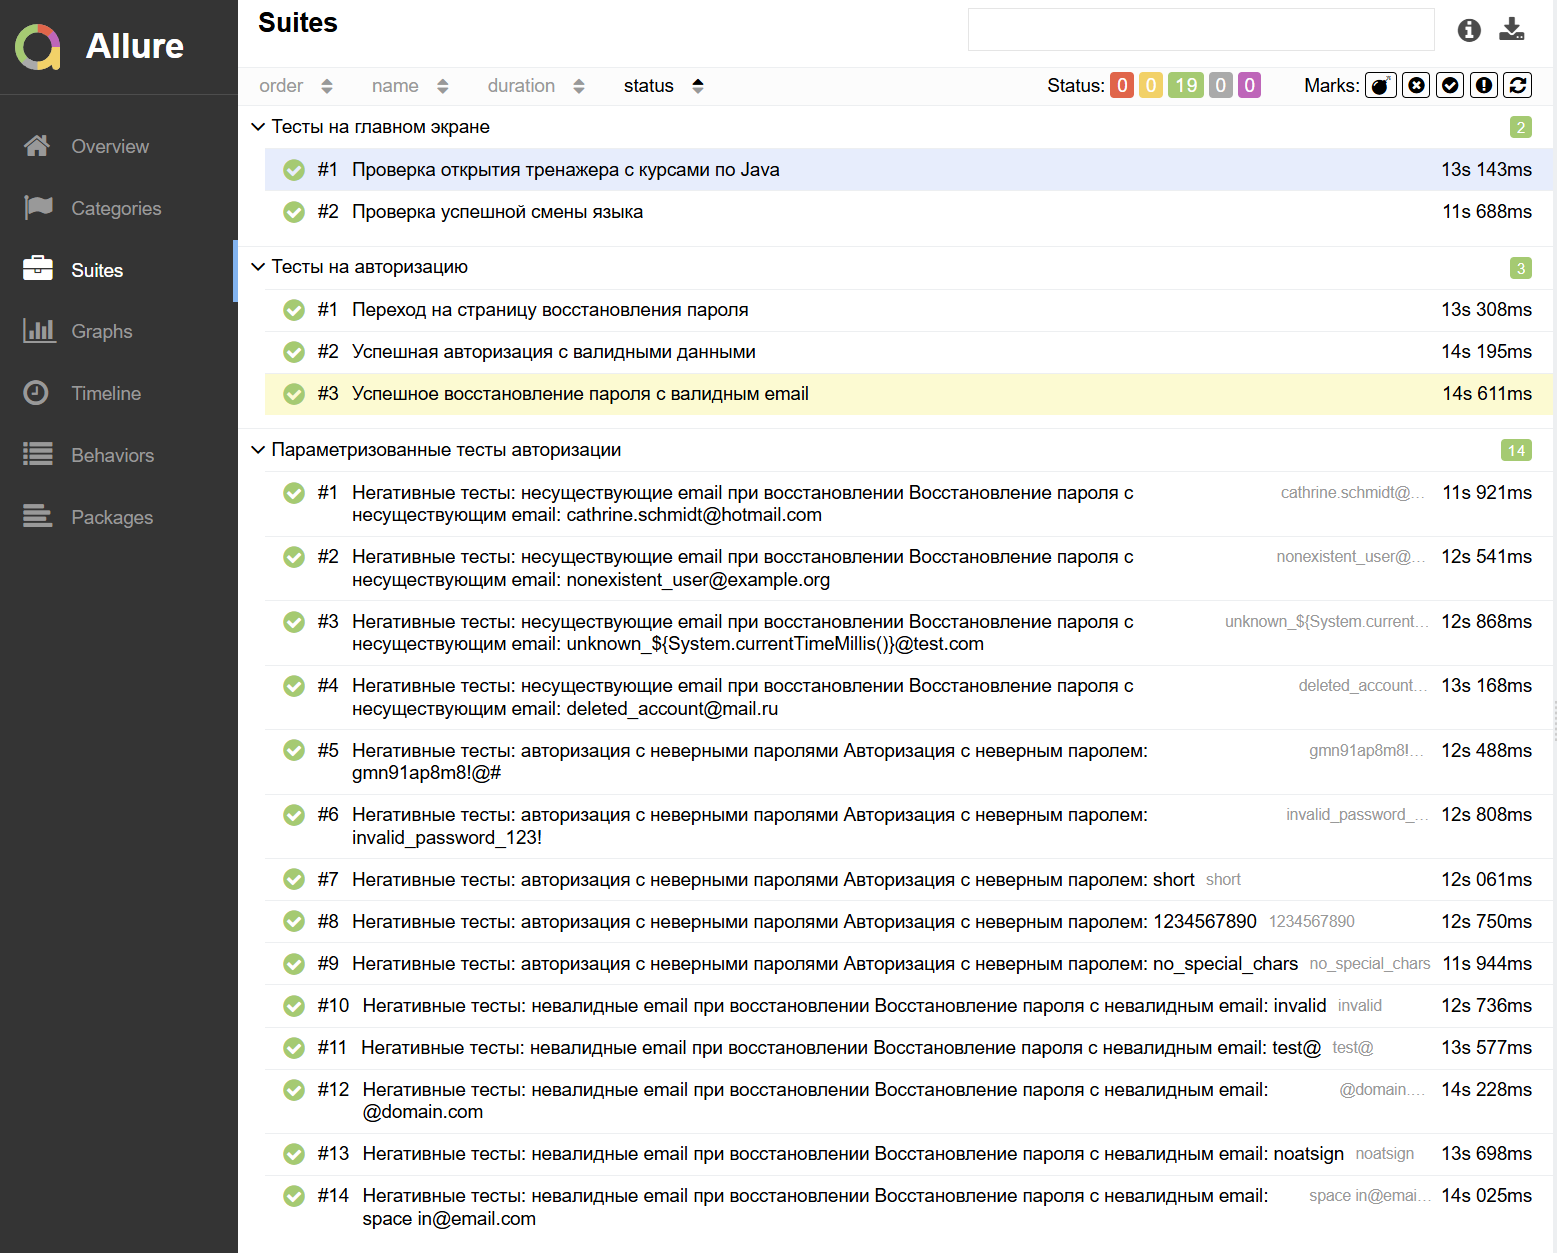 Allure
Overview
Categories
Suites
Graphs
Timeline
Behaviors
Packages
Suites
order name duration status Status: 0 0 19 0 0 Marks:
Тесты на главном экране 2
#1 Проверка открытия тренажера с курсами по Java 13s 143ms
#2 Проверка успешной смены языка 11s 688ms
Тесты на авторизацию 3
#1 Переход на страницу восстановления пароля 13s 308ms
#2 Успешная авторизация с валидными данными 14s 195ms
#3 Успешное восстановление пароля с валидным email 14s 611ms
Параметризованные тесты авторизации 14
#1 Негативные тесты: несуществующие email при восстановлении Восстановление пароля с cathrine.schmidt@... 11s 921ms
несуществующим email: cathrine.schmidt@hotmail.com
#2 Негативные тесты: несуществующие email при восстановлении Восстановление пароля с nonexistent_user@... 12s 541ms
несуществующим email: nonexistent_user@example.org
#3 Негативные тесты: несуществующие email при восстановлении Восстановление пароля с unknown_${System.current... 12s 868ms
несуществующим email: unknown_${System.currentTimeMillis()}@test.com
#4 Негативные тесты: несуществующие email при восстановлении Восстановление пароля с deleted_account... 13s 168ms
несуществующим email: deleted_account@mail.ru
#5 Негативные тесты: авторизация с неверными паролями Авторизация с неверным паролем: gmn91ap8m8!... 12s 488ms
gmn91ap8m8!@#
#6 Негативные тесты: авторизация с неверными паролями Авторизация с неверным паролем: invalid_password_... 12s 808ms
invalid_password_123!
#7 Негативные тесты: авторизация с неверными паролями Авторизация с неверным паролем: short short 12s 061ms
#8 Негативные тесты: авторизация с неверными паролями Авторизация с неверным паролем: 1234567890 1234567890 12s 750ms
#9 Негативные тесты: авторизация с неверными паролями Авторизация с неверным паролем: no_special_chars no_special_chars 11s 944ms
#10 Негативные тесты: невалидные email при восстановлении Восстановление пароля с невалидным email: invalid invalid 12s 736ms
#11 Негативные тесты: невалидные email при восстановлении Восстановление пароля с невалидным email: test@ test@ 13s 577ms
#12 Негативные тесты: невалидные email при восстановлении Восстановление пароля с невалидным email: @domain.... 14s 228ms
@domain.com
#13 Негативные тесты: невалидные email при восстановлении Восстановление пароля с невалидным email: noatsign noatsign 13s 698ms
#14 Негативные тесты: невалидные email при восстановлении Восстановление пароля с невалидным email: space in@emai... 14s 025ms
space in@email.com